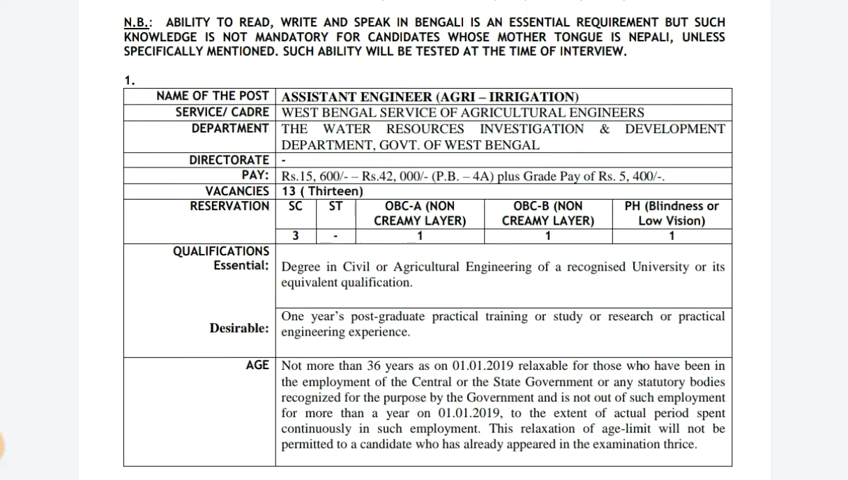 N.B.: ABILITY TO READ, WRITE AND SPEAK IN BENGALI IS AN ESSENTIAL REQUIREMENT BUT SUCH
KNOWLEDGE IS NOT MANDATORY FOR CANDIDATES WHOSE MOTHER TONGUE IS NEPALI, UNLESS
SPECIFICALLY MENTIONED. SUCH ABILITY WILL BE TESTED AT THE TIME OF INTERVIEW.
1.
NAME OF THE POST ASSISTANT ENGINEER (AGRI – IRRIGATION)
SERVICE/ CADRE WEST BENGAL SERVICE OF AGRICULTURAL ENGINEERS
DEPARTMENT THE WATER RESOURCES INVESTIGATION & DEVELOPMENT
DEPARTMENT, GOVT. OF WEST BENGAL
DIRECTORATE -
PAY: Rs.15, 600/- – Rs.42, 000/- (P.B. – 4A) plus Grade Pay of Rs. 5, 400/-.
VACANCIES 13 ( Thirteen)
RESERVATION SC ST OBC-A (NON OBC-B (NON PH (Blindness or
CREAMY LAYER) CREAMY LAYER) Low Vision)
3 - 1 1 1
QUALIFICATIONS
Essential: Degree in Civil or Agricultural Engineering of a recognised University or its
equivalent qualification.
One year's post-graduate practical training or study or research or practical
Desirable: engineering experience.
AGE Not more than 36 years as on 01.01.2019 relaxable for those who have been in
the employment of the Central or the State Government or any statutory bodies
recognized for the purpose by the Government and is not out of such employment
for more than a year on 01.01.2019, to the extent of actual period spent
continuously in such employment. This relaxation of age-limit will not be
permitted to a candidate who has already appeared in the examination thrice.